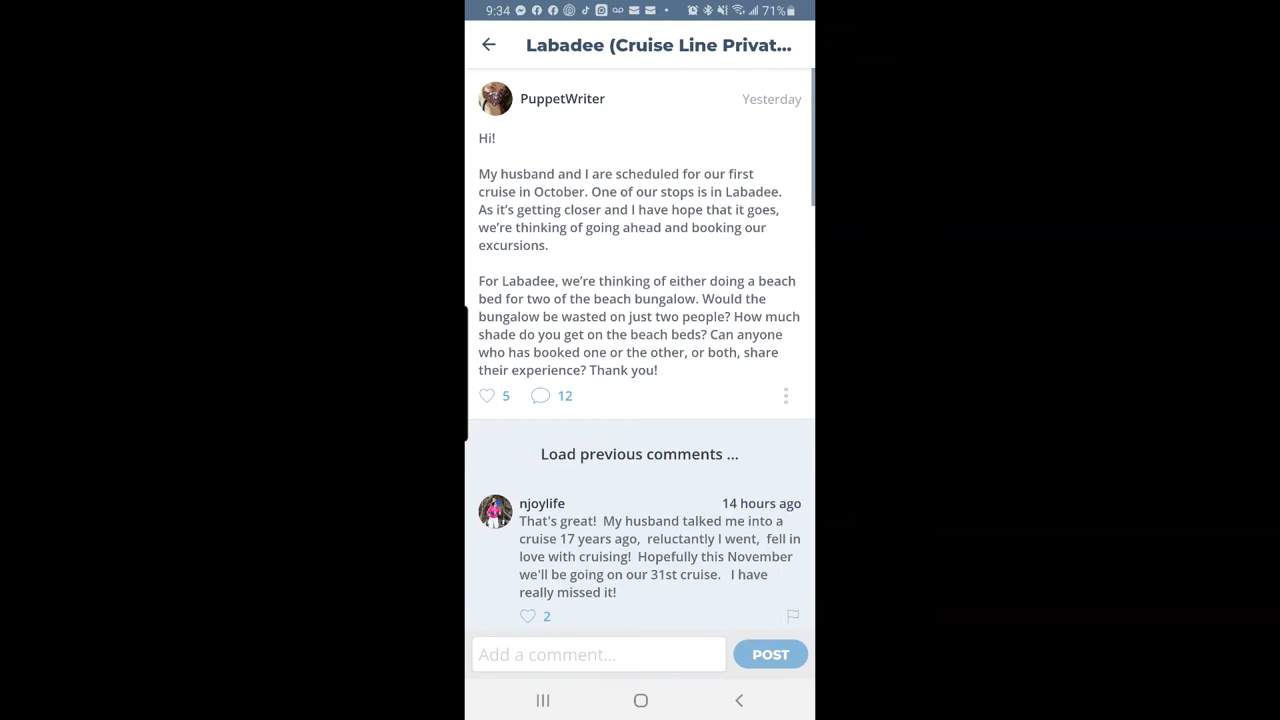 9:34
71%
Labadee (Cruise Line Privat...
PuppetWriter
Yesterday
Hi!
My husband and I are scheduled for our first
cruise in October. One of our stops is in Labadee.
As it’s getting closer and I have hope that it goes,
we’re thinking of going ahead and booking our
excursions.
For Labadee, we’re thinking of either doing a beach
bed for two of the beach bungalow. Would the
bungalow be wasted on just two people? How much
shade do you get on the beach beds? Can anyone
who has booked one or the other, or both, share
their experience? Thank you!
5
12
Load previous comments ...
njoylife
14 hours ago
That's great!  My husband talked me into a
cruise 17 years ago,  reluctantly I went,  fell in
love with cruising!  Hopefully this November
we'll be going on our 31st cruise.   I have
really missed it!
2
Add a comment...
POST